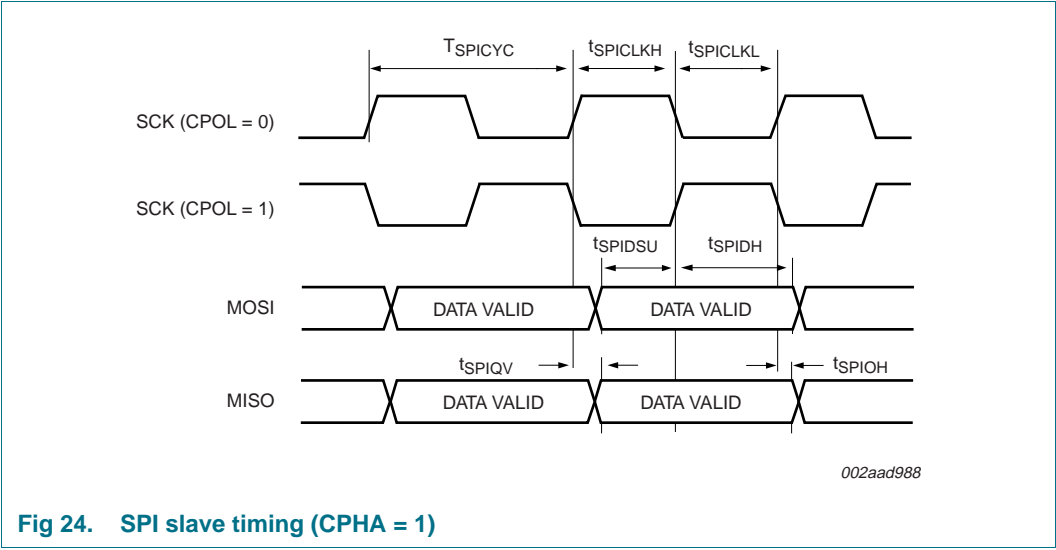 TSPICYC tSPICLKH tSPICLKL
SCK (CPOL = 0)
SCK (CPOL = 1)
tSPIDSU tSPIDH
MOSI DATA VALID DATA VALID
tSPIQV tSPIOH
MISO DATA VALID DATA VALID
002aad988
Fig 24. SPI slave timing (CPHA = 1)